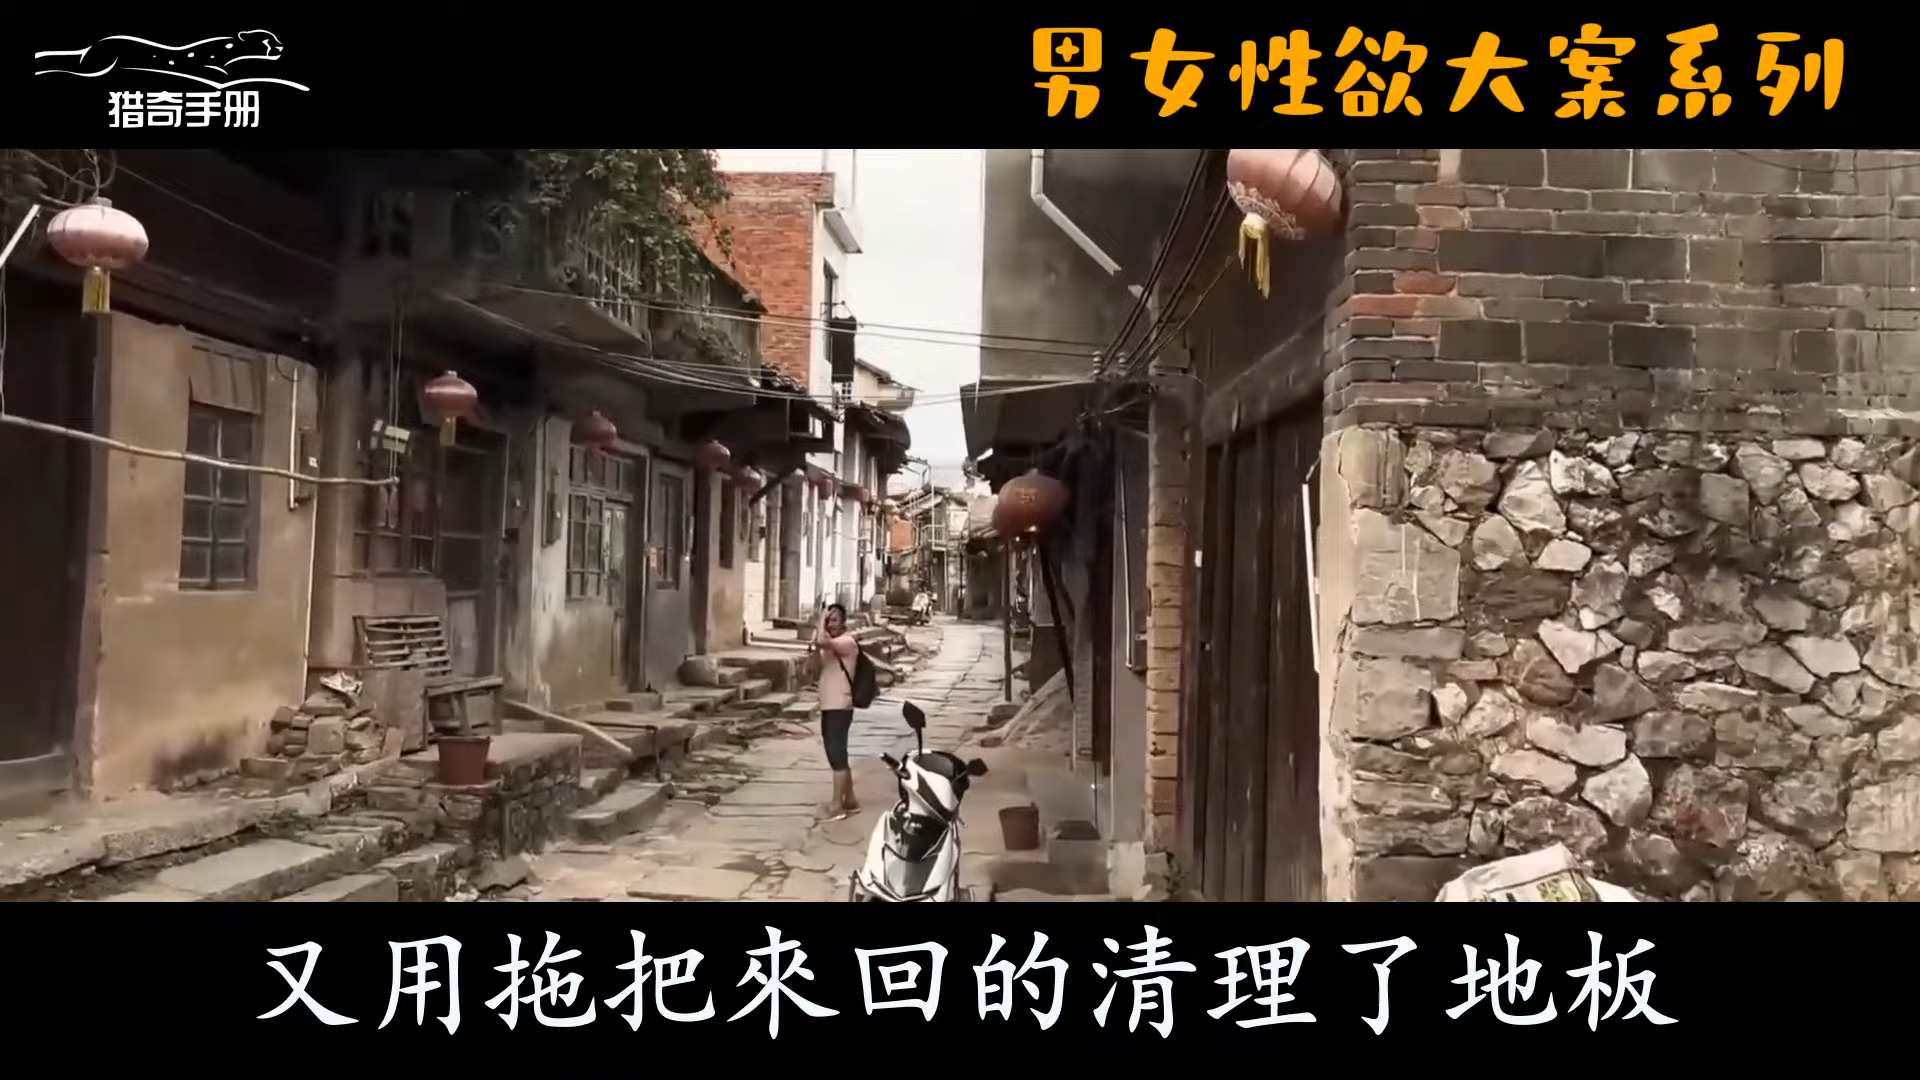 猎奇手册
男女性欲大案系列
又用拖把來回的清理了地板